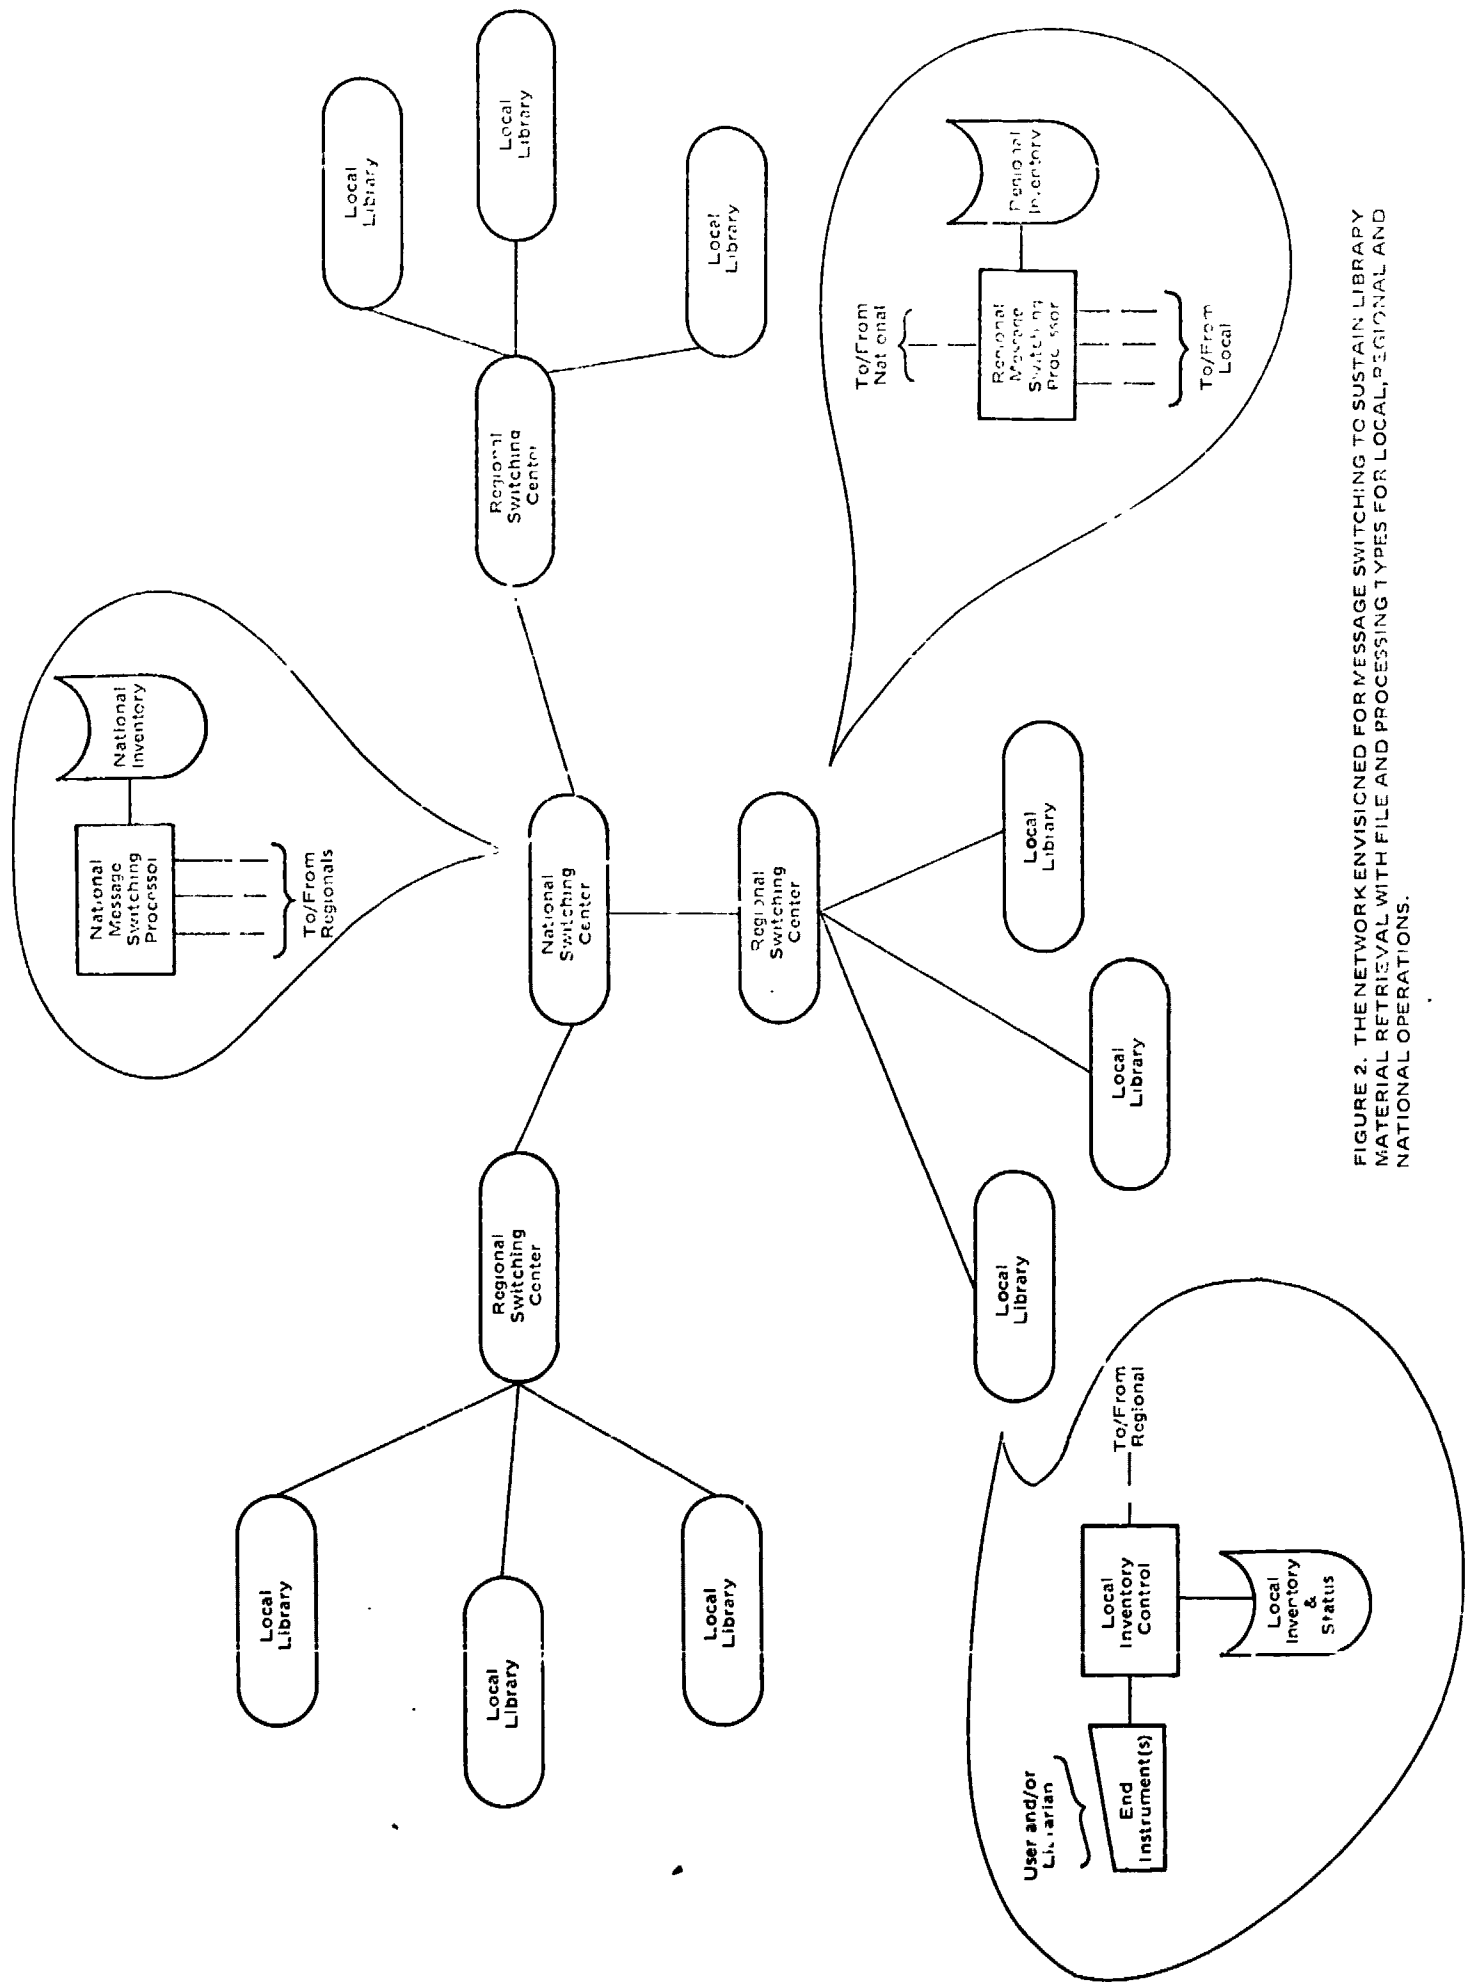 National
Message
Switching
Processor
National
Inventory
To/From
Regionals
Local
Library
Local
Library
Local
Library
Regional
Switching
Center
National
Switching
Center
Regional
Switching
Center
Local
Library
Local
Library
Local
Library
Regional
Switching
Center
Local
Library
Local
Library
Local
Library
User and/or
Librarian
End
Instrument(s)
Local
Inventory
Control
To/From
Regional
Local
Inventory
&
Status
To/From
National
Regional
Message
Switching
Processor
Regional
Inventory
To/From
Local
FIGURE 2. THE NETWORK ENVISIONED FOR MESSAGE SWITCHING TO SUSTAIN LIBRARY
MATERIAL RETRIEVAL WITH FILE AND PROCESSING TYPES FOR LOCAL, REGIONAL AND
NATIONAL OPERATIONS.